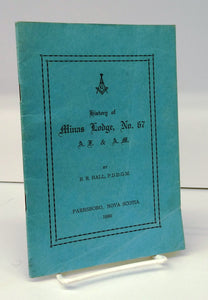 History of
Minas Lodge, No. 67
A. F. & A. M.
BY
HALL, P.D.D.G.M.
PARRSBORO, NOVA SCOTIA